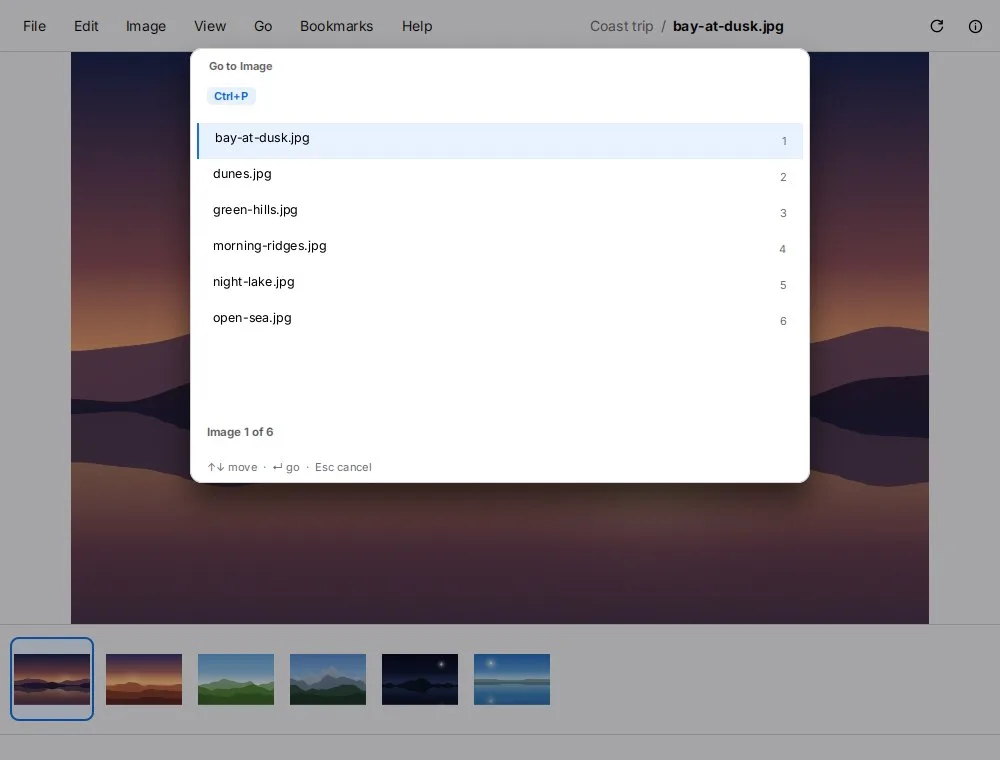 File Edit Image View Go Bookmarks Help Coast trip / bay-at-dusk.jpg
Go to Image
Ctrl+P
bay-at-dusk.jpg 1
dunes.jpg 2
green-hills.jpg 3
morning-ridges.jpg 4
night-lake.jpg 5
open-sea.jpg 6
Image 1 of 6
↑↓ move · ↵ go · Esc cancel